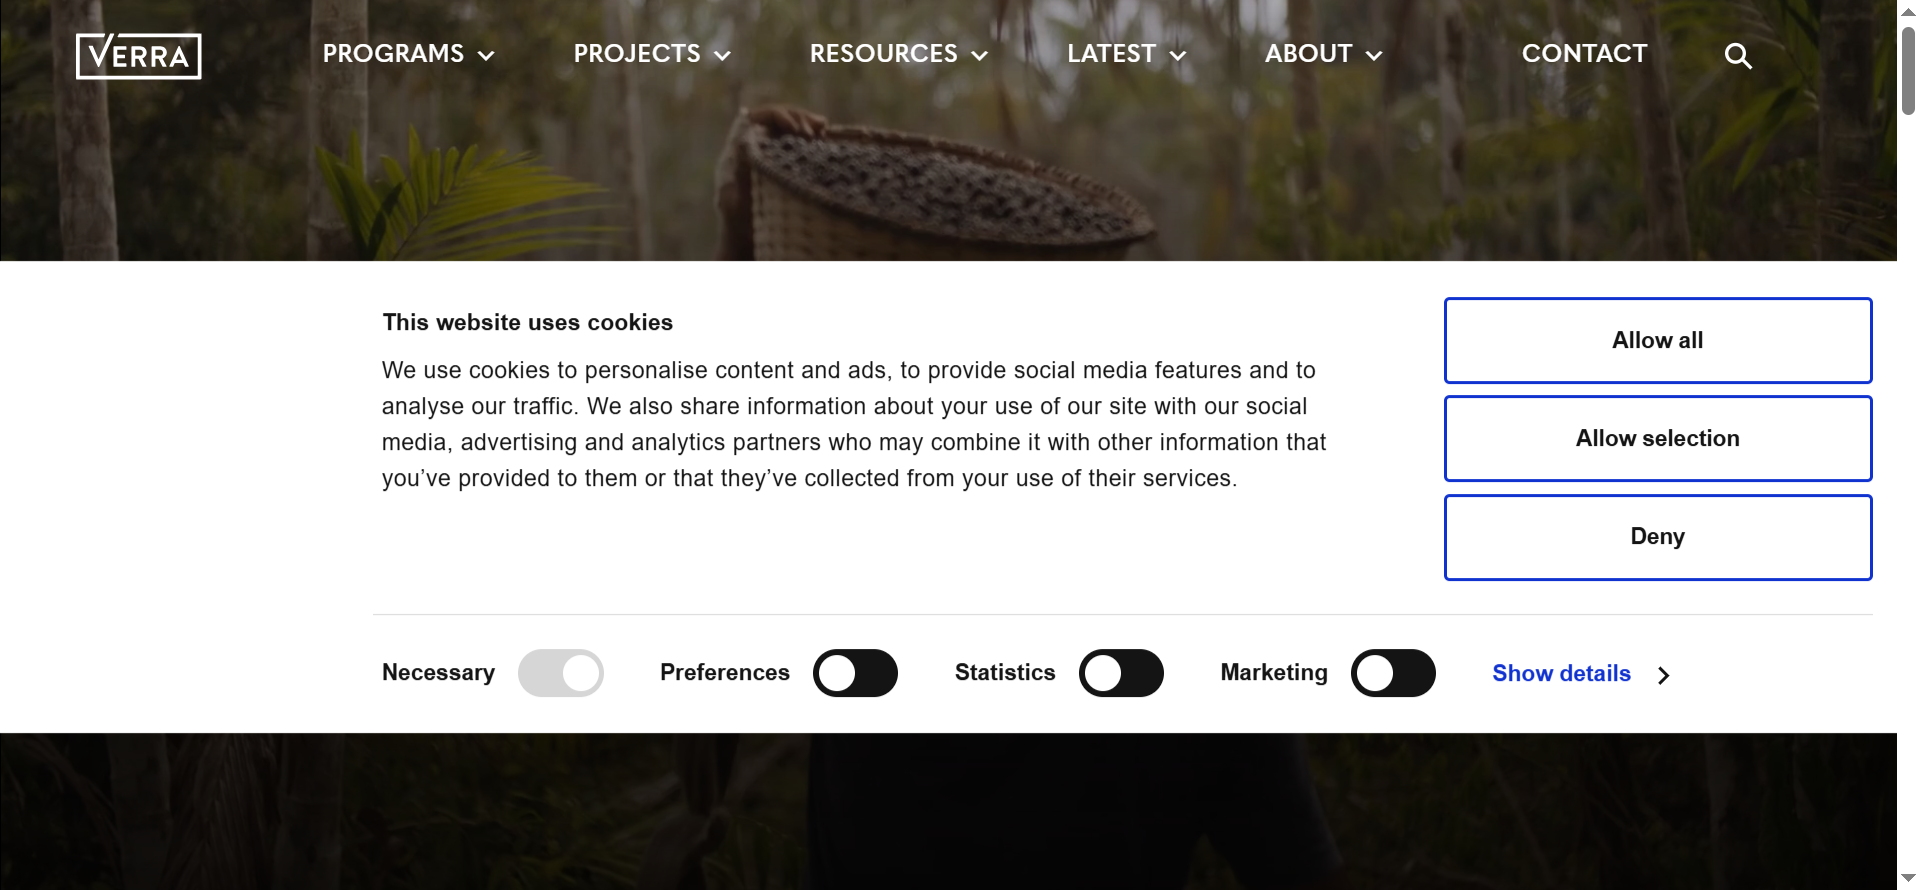 VERRA
PROGRAMS
PROJECTS
RESOURCES
LATEST
ABOUT
CONTACT
This website uses cookies
We use cookies to personalise content and ads, to provide social media features and to
analyse our traffic. We also share information about your use of our site with our social
media, advertising and analytics partners who may combine it with other information that
you’ve provided to them or that they’ve collected from your use of their services.
Allow all
Allow selection
Deny
Necessary
Preferences
Statistics
Marketing
Show details